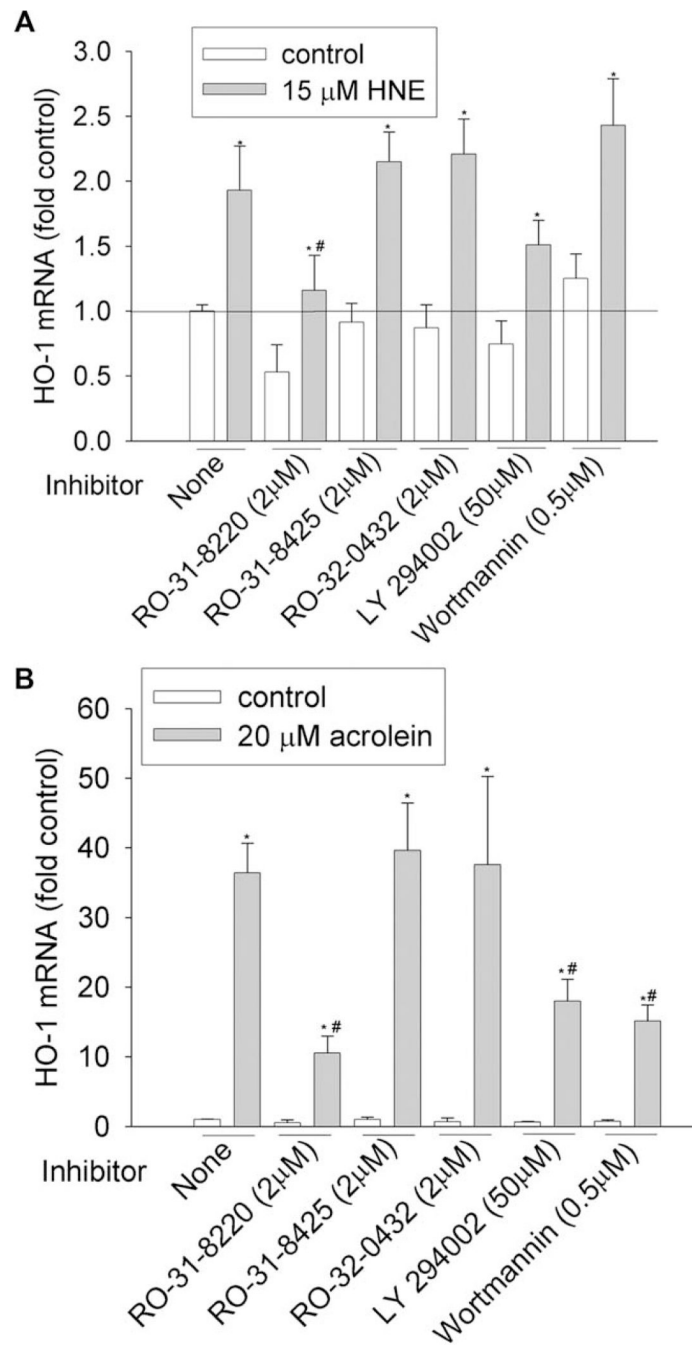 A
control
15 μM HNE
HO-1 mRNA (fold control)
3.0
2.5
2.0
1.5
1.0
0.5
0.0
*
*#
*
*
*
*
Inhibitor
None
RO-31-8220 (2μM)
RO-31-8425 (2μM)
RO-32-0432 (2μM)
LY 294002 (50μM)
Wortmannin (0.5μM)
B
control
20 μM acrolein
HO-1 mRNA (fold control)
60
50
40
30
20
10
0
*
*#
*
*
*#
*#
Inhibitor
None
RO-31-8220 (2μM)
RO-31-8425 (2μM)
RO-32-0432 (2μM)
LY 294002 (50μM)
Wortmannin (0.5μM)